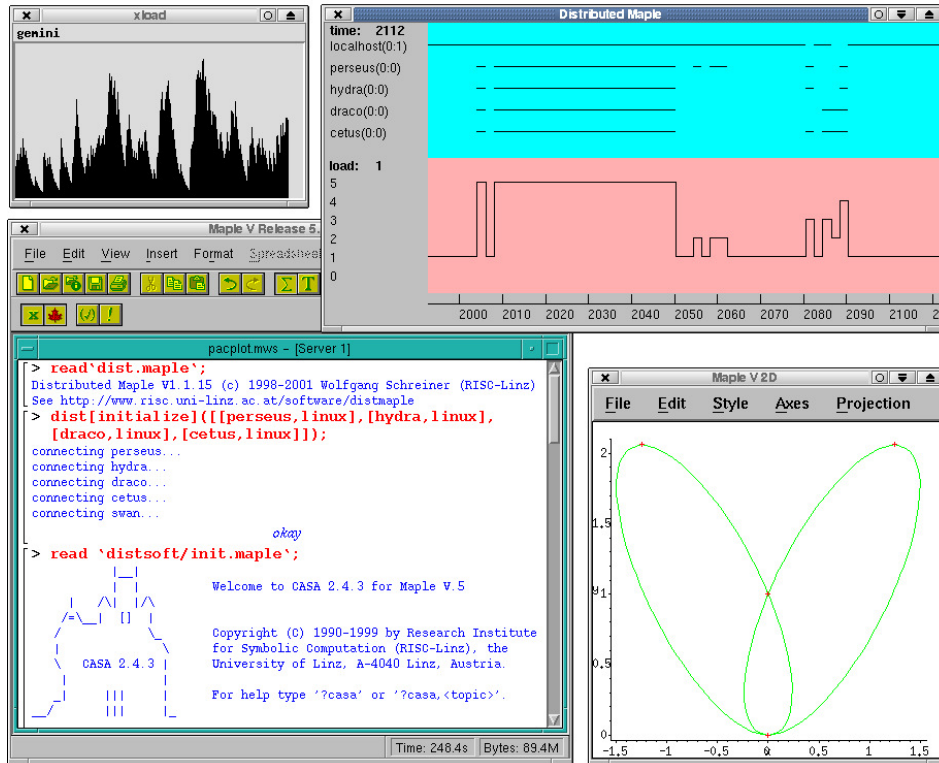 xload
gemini
Distributed Maple
time: 2112
localhost(0:1)
perseus(0:0)
hydra(0:0)
draco(0:0)
cetus(0:0)
load: 1
5
4
3
2
1
0
2000 2010 2020 2030 2040 2050 2060 2070 2080 2090 2100
Maple V Release 5.
File Edit View Insert Format Spreadsheet
pacplot.mws - [Server 1]
> read`dist.maple`;
Distributed Maple V1.1.15 (c) 1998-2001 Wolfgang Schreiner (RISC-Linz)
See http://www.risc.uni-linz.ac.at/software/distmaple
> dist[initialize]([[perseus,linux],[hydra,linux],
[draco,linux],[cetus,linux]]);
connecting perseus...
connecting hydra...
connecting draco...
connecting cetus...
connecting swan...
okay
> read `distsoft/init.maple`;
Welcome to CASA 2.4.3 for Maple V.5
Copyright (C) 1990-1999 by Research Institute
for Symbolic Computation (RISC-Linz), the
University of Linz, A-4040 Linz, Austria.
CASA 2.4.3
For help type '?casa' or '?casa,<topic>'.
Time: 248.4s Bytes: 89.4M
Maple V 2D
File Edit Style Axes Projection
2
1.5
1
0.5
0
-1.5 -1 -0.5 0 0.5 1 1.5